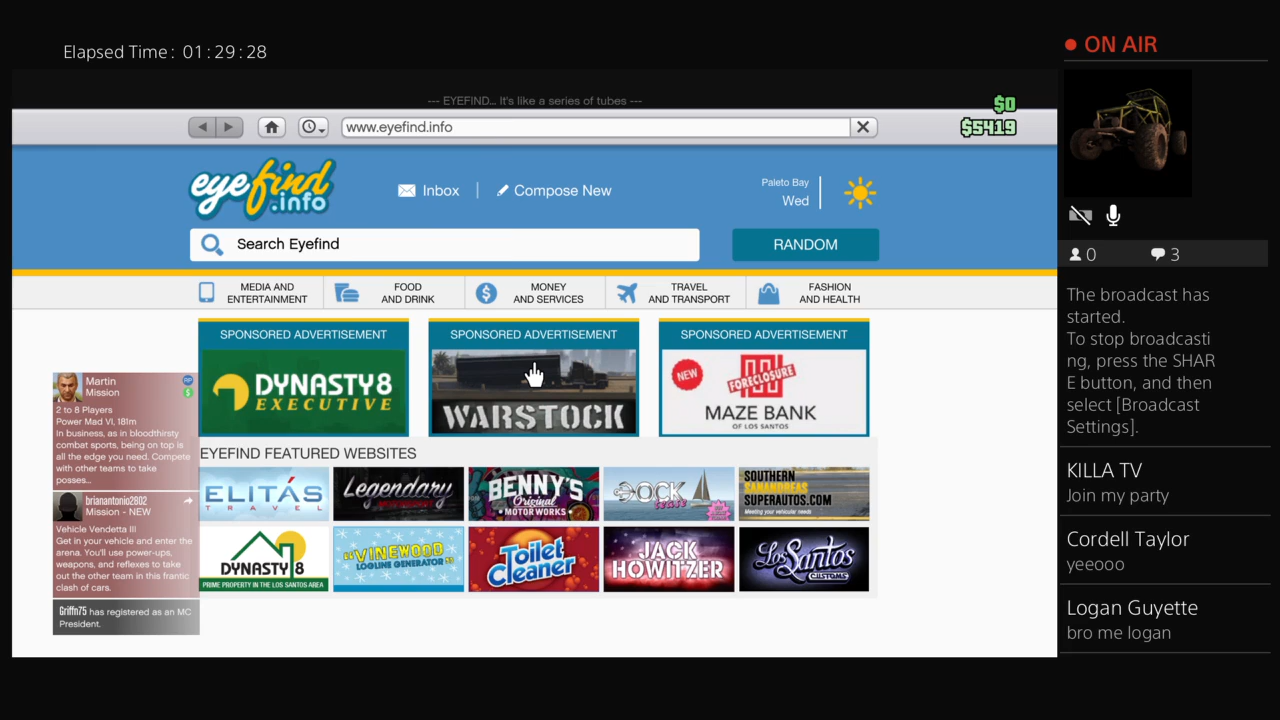 Elapsed Time: 01:29:28
ON AIR
--- EYEFIND... It's like a series of tubes ---
$0
$5419
www.eyefind.info
eyefind
.info
Inbox
Compose New
Paleto Bay
Wed
Search Eyefind
RANDOM
MEDIA AND
ENTERTAINMENT
FOOD
AND DRINK
MONEY
AND SERVICES
TRAVEL
AND TRANSPORT
FASHION
AND HEALTH
SPONSORED ADVERTISEMENT
SPONSORED ADVERTISEMENT
SPONSORED ADVERTISEMENT
DYNASTY8
EXECUTIVE
WARSTOCK
NEW
FORECLOSURE
MAZE BANK
OF LOS SANTOS
EYEFIND FEATURED WEBSITES
ELITÁS
TRAVEL
Legendary
BENNY'S
Original
MOTOR WORKS
DOCK
tease
SOUTHERN
SANANDREAS
SUPERAUTOS.COM
Meeting your vehicular needs
DYNASTY 8
PRIME PROPERTY IN THE LOS SANTOS AREA
"VINEWOOD
LOGLINE GENERATOR"
Toilet
Cleaner
JACK
HOWITZER
Los Santos
CUSTOMS
Martin
Mission
RP
$
2 to 8 Players
Power Mad VI, 181m
In business, as in bloodthirsty
combat sports, being on top is
all the edge you need. Compete
with other teams to take
posses...
brianantonio2602
Mission - NEW
Vehicle Vendetta III
Get in your vehicle and enter the
arena. You'll use power-ups,
weapons, and reflexes to take
out the other team in this frantic
clash of cars.
Griffn75 has registered as an MC
President.
0
3
The broadcast has
started.
To stop broadcasti
ng, press the SHAR
E button, and then
select [Broadcast
Settings].
KILLA TV
Join my party
Cordell Taylor
yeeooo
Logan Guyette
bro me logan